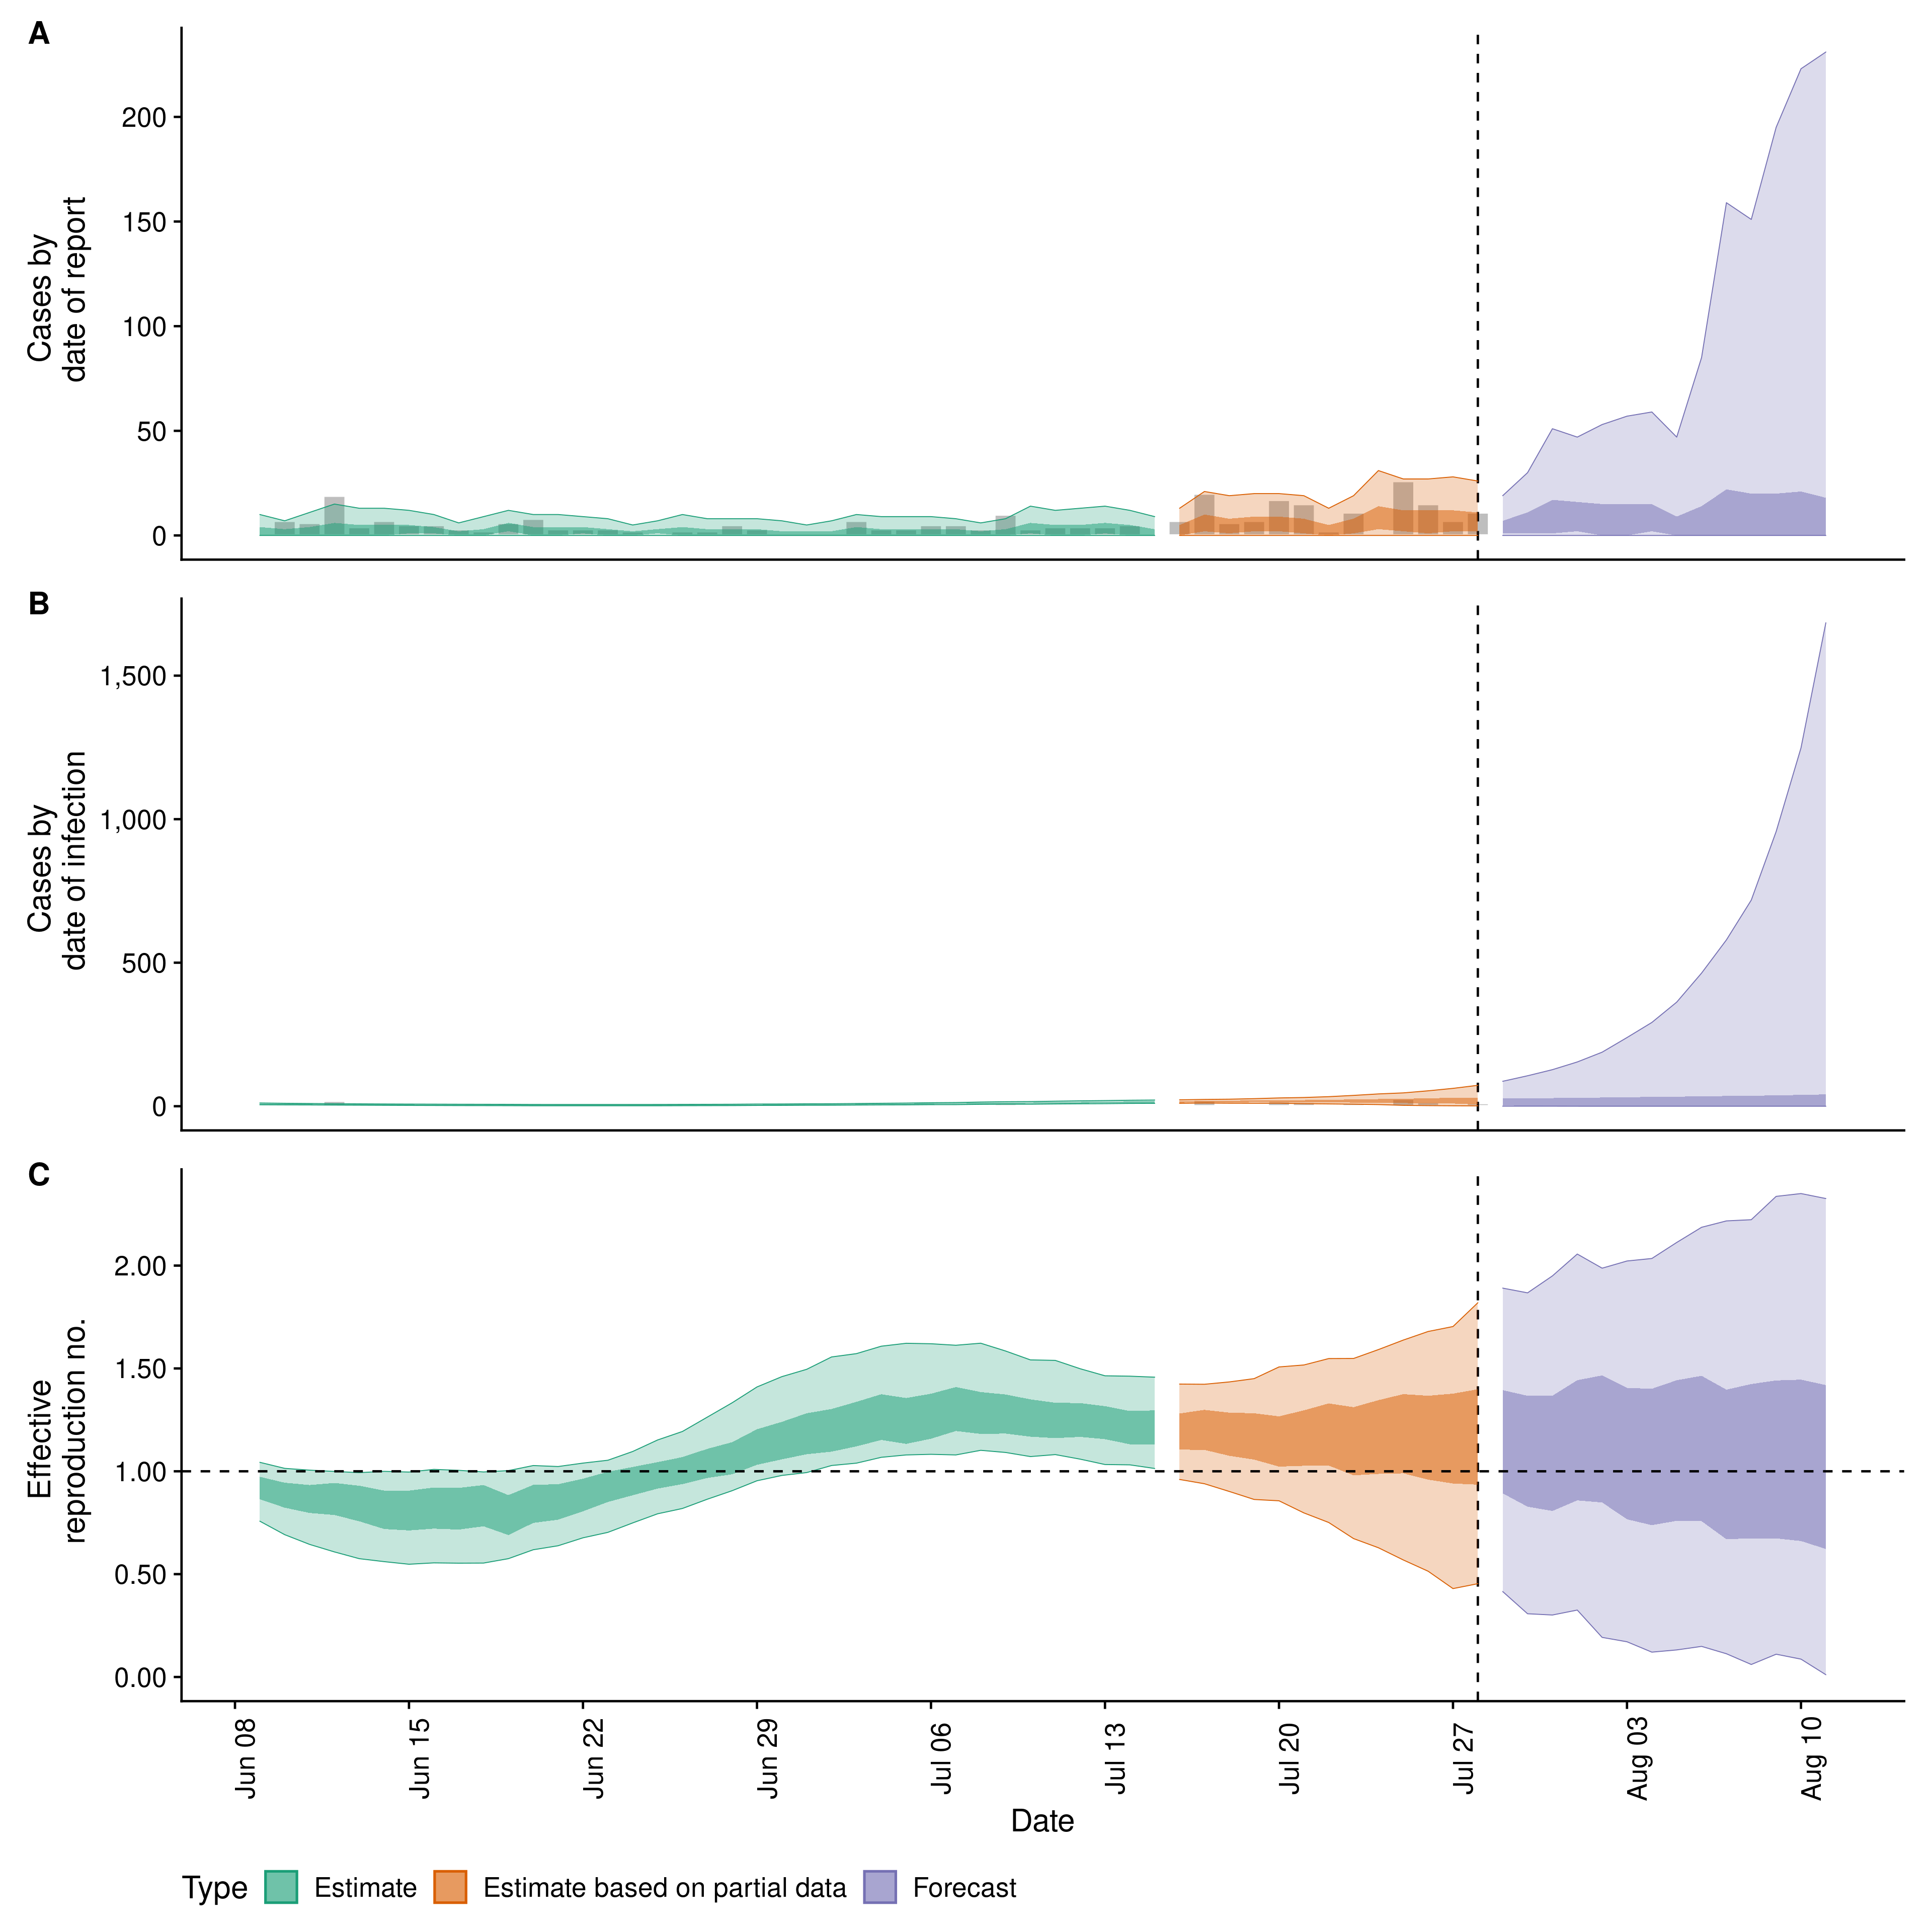 A
Cases by
date of report
200
150
100
50
0
B
Cases by
date of infection
1,500
1,000
500
0
C
Effective
reproduction no.
2.00
1.50
1.00
0.50
0.00
Jun 08
Jun 15
Jun 22
Jun 29
Jul 06
Jul 13
Jul 20
Jul 27
Aug 03
Aug 10
Date
Type Estimate Estimate based on partial data Forecast